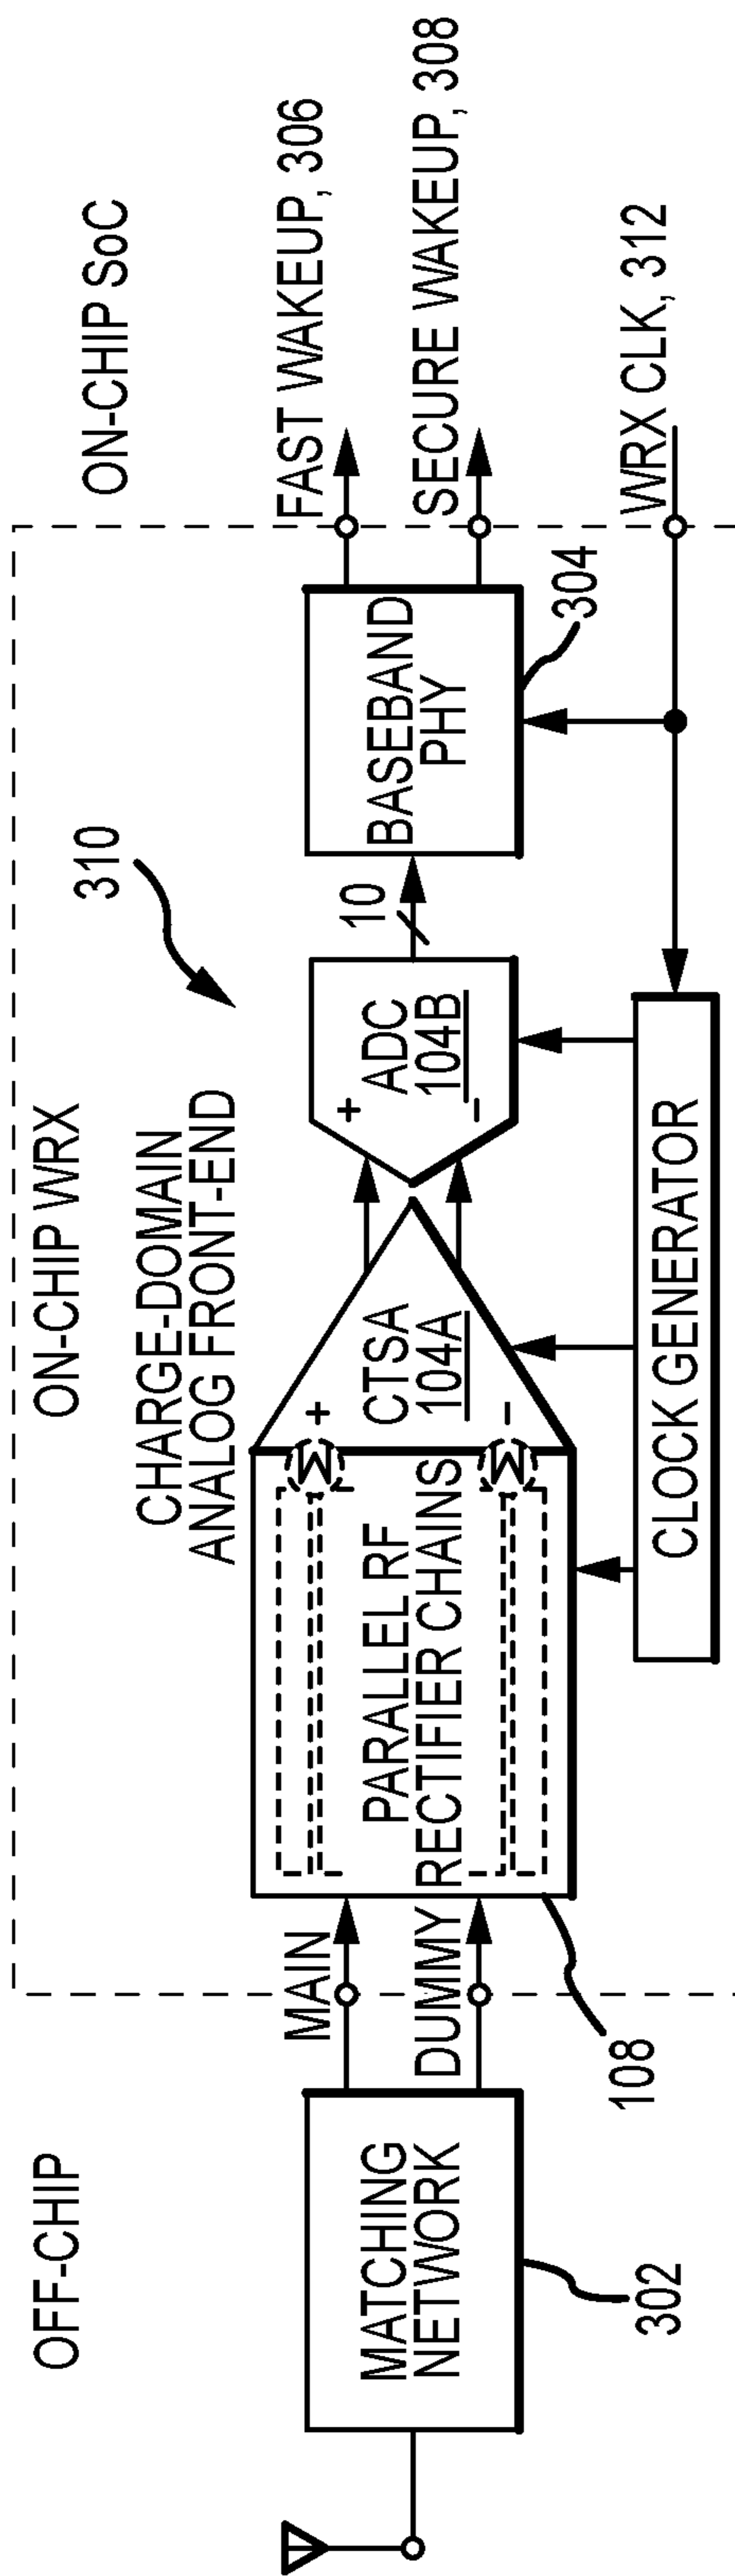 OFF-CHIP
ON-CHIP WRX
ON-CHIP SoC
310
CHARGE-DOMAIN
ANALOG FRONT-END
MATCHING
NETWORK
302
MAIN
DUMMY
108
PARALLEL RF
RECTIFIER CHAINS
Σ
Σ
+
-
CTSA
104A
+
-
ADC
104B
10
BASEBAND
PHY
304
FAST WAKEUP, 306
SECURE WAKEUP, 308
WRX CLK, 312
CLOCK GENERATOR